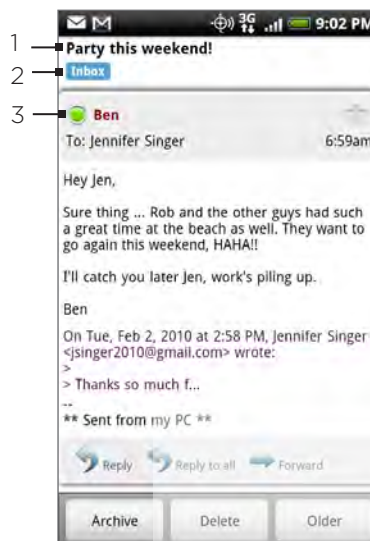 3G 9:02 PM
1 Party this weekend!
2 Inbox
3 Ben
To: Jennifer Singer 6:59am
Hey Jen,
Sure thing ... Rob and the other guys had such
a great time at the beach as well. They want to
go again this weekend, HAHA!!
I'll catch you later Jen, work's piling up.
Ben
On Tue, Feb 2, 2010 at 2:58 PM, Jennifer Singer
<jsinger2010@gmail.com> wrote:
>
> Thanks so much f...
--
** Sent from my PC **
Reply Reply to all Forward
Archive Delete Older